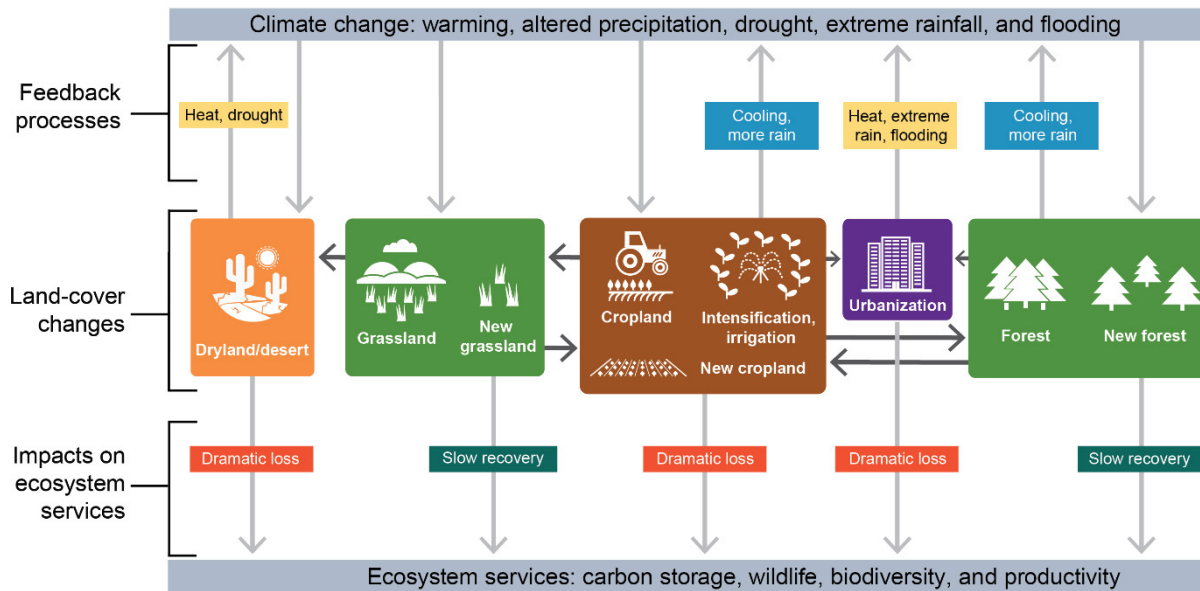 Climate change: warming, altered precipitation, drought, extreme rainfall, and flooding
Feedback
processes
Heat, drought
Cooling,
more rain
Heat, extreme
rain, flooding
Cooling,
more rain
Land-cover
changes
Dryland/desert
Grassland
New
grassland
Cropland
Intensification,
irrigation
New cropland
Urbanization
Forest
New forest
Impacts on
ecosystem
services
Dramatic loss
Slow recovery
Dramatic loss
Dramatic loss
Slow recovery
Ecosystem services: carbon storage, wildlife, biodiversity, and productivity